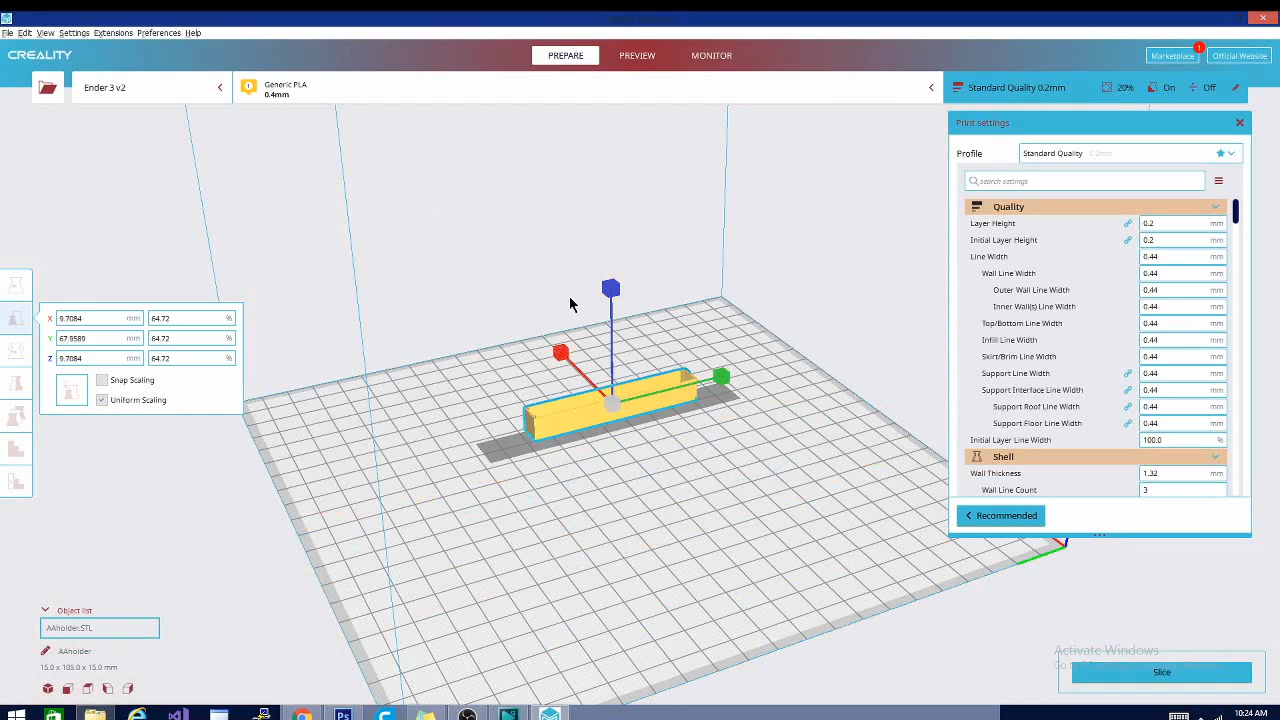 File Edit View Settings Extensions Preferences Help
CREALITY
PREPARE PREVIEW MONITOR
Marketplace 1 Official Website
Ender 3 v2
Generic PLA
0.4mm
Standard Quality 0.2mm 20% On Off
Print settings
Profile Standard Quality 0.2mm
search settings
Quality
Layer Height 0.2 mm
Initial Layer Height 0.2 mm
Line Width 0.44 mm
Wall Line Width 0.44 mm
Outer Wall Line Width 0.44 mm
Inner Wall(s) Line Width 0.44 mm
Top/Bottom Line Width 0.44 mm
Infill Line Width 0.44 mm
Skirt/Brim Line Width 0.44 mm
Support Line Width 0.44 mm
Support Interface Line Width 0.44 mm
Support Roof Line Width 0.44 mm
Support Floor Line Width 0.44 mm
Initial Layer Line Width 100.0 %
Shell
Wall Thickness 1.32 mm
Wall Line Count 3
Recommended
X 9.7084 mm 64.72 %
Y 67.9589 mm 64.72 %
Z 9.7084 mm 64.72 %
Snap Scaling
Uniform Scaling
Object list
AAholder.STL
AAholder
15.0 x 105.0 x 15.0 mm
Activate Windows
Slice
10:24 AM